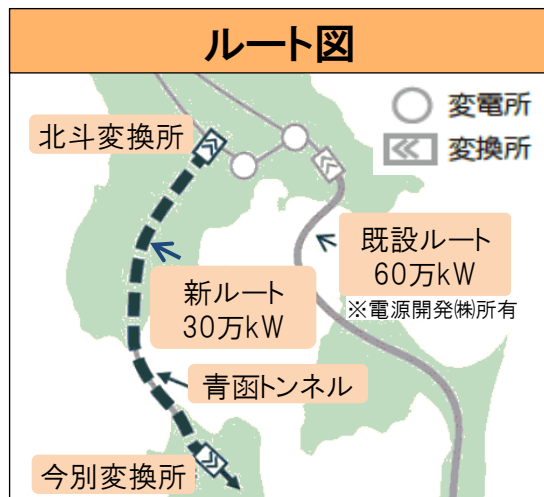 ルート図
変電所
変換所
北斗変換所
既設ルート
60万kW
※電源開発㈱所有
新ルート
30万kW
青函トンネル
今別変換所